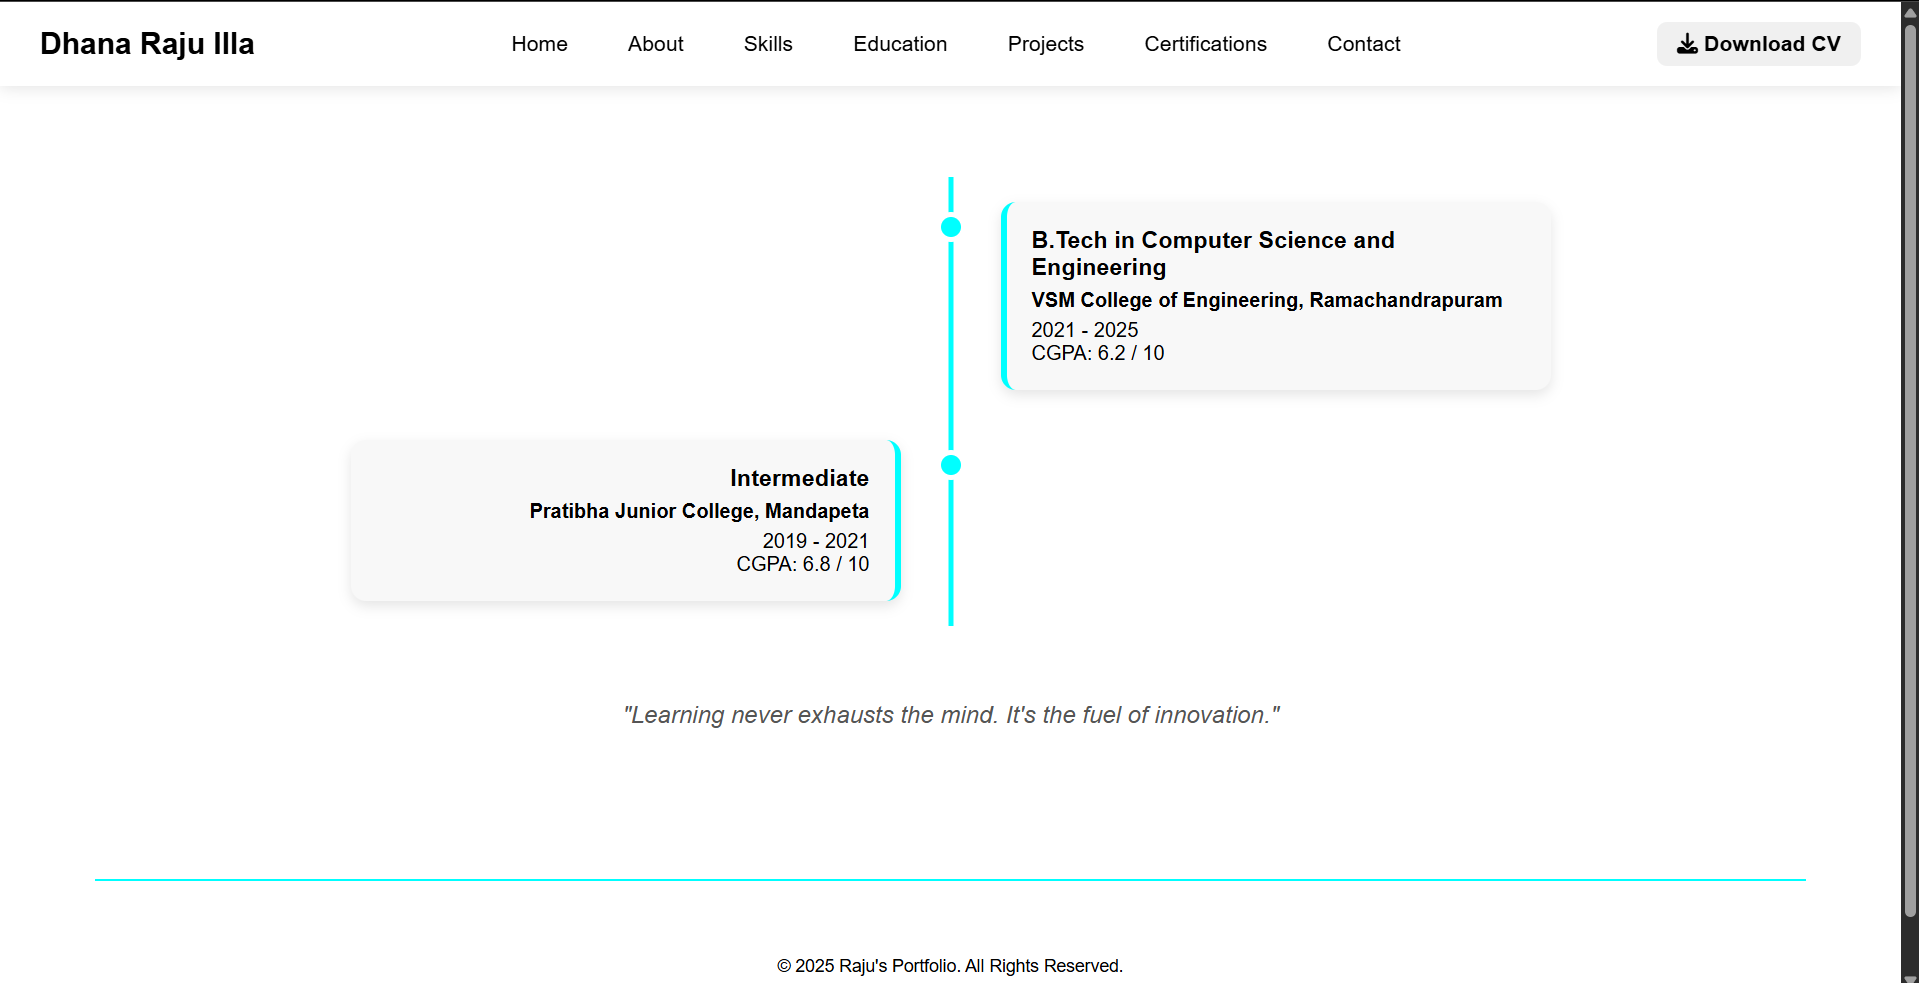 Dhana Raju Illa
Home
About
Skills
Education
Projects
Certifications
Contact
Download CV
B.Tech in Computer Science and
Engineering
VSM College of Engineering, Ramachandrapuram
2021 - 2025
CGPA: 6.2 / 10
Intermediate
Pratibha Junior College, Mandapeta
2019 - 2021
CGPA: 6.8 / 10
"Learning never exhausts the mind. It's the fuel of innovation."
© 2025 Raju's Portfolio. All Rights Reserved.